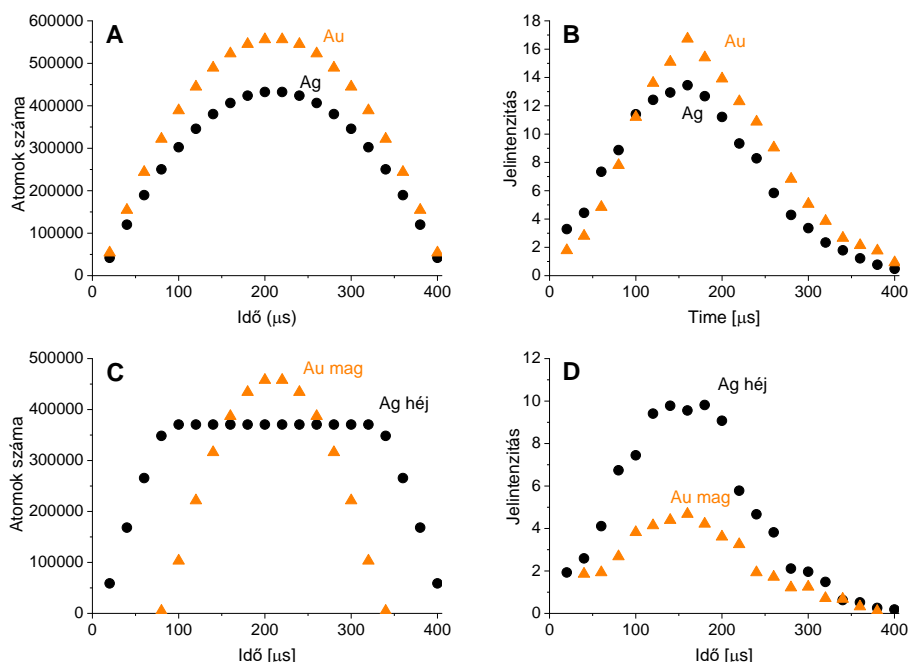 A
Au
Ag
Atomok száma
600000
500000
400000
300000
200000
100000
0
0 100 200 300 400
Idő (μs)
B
Au
Ag
Jelintenzitás
18
16
14
12
10
8
6
4
2
0
0 100 200 300 400
Time [μs]
C
Au mag
Ag héj
Atomok száma
500000
400000
300000
200000
100000
0
0 100 200 300 400
Idő [μs]
D
Ag héj
Au mag
Jelintenzitás
12
10
8
6
4
2
0
0 100 200 300 400
Idő [μs]